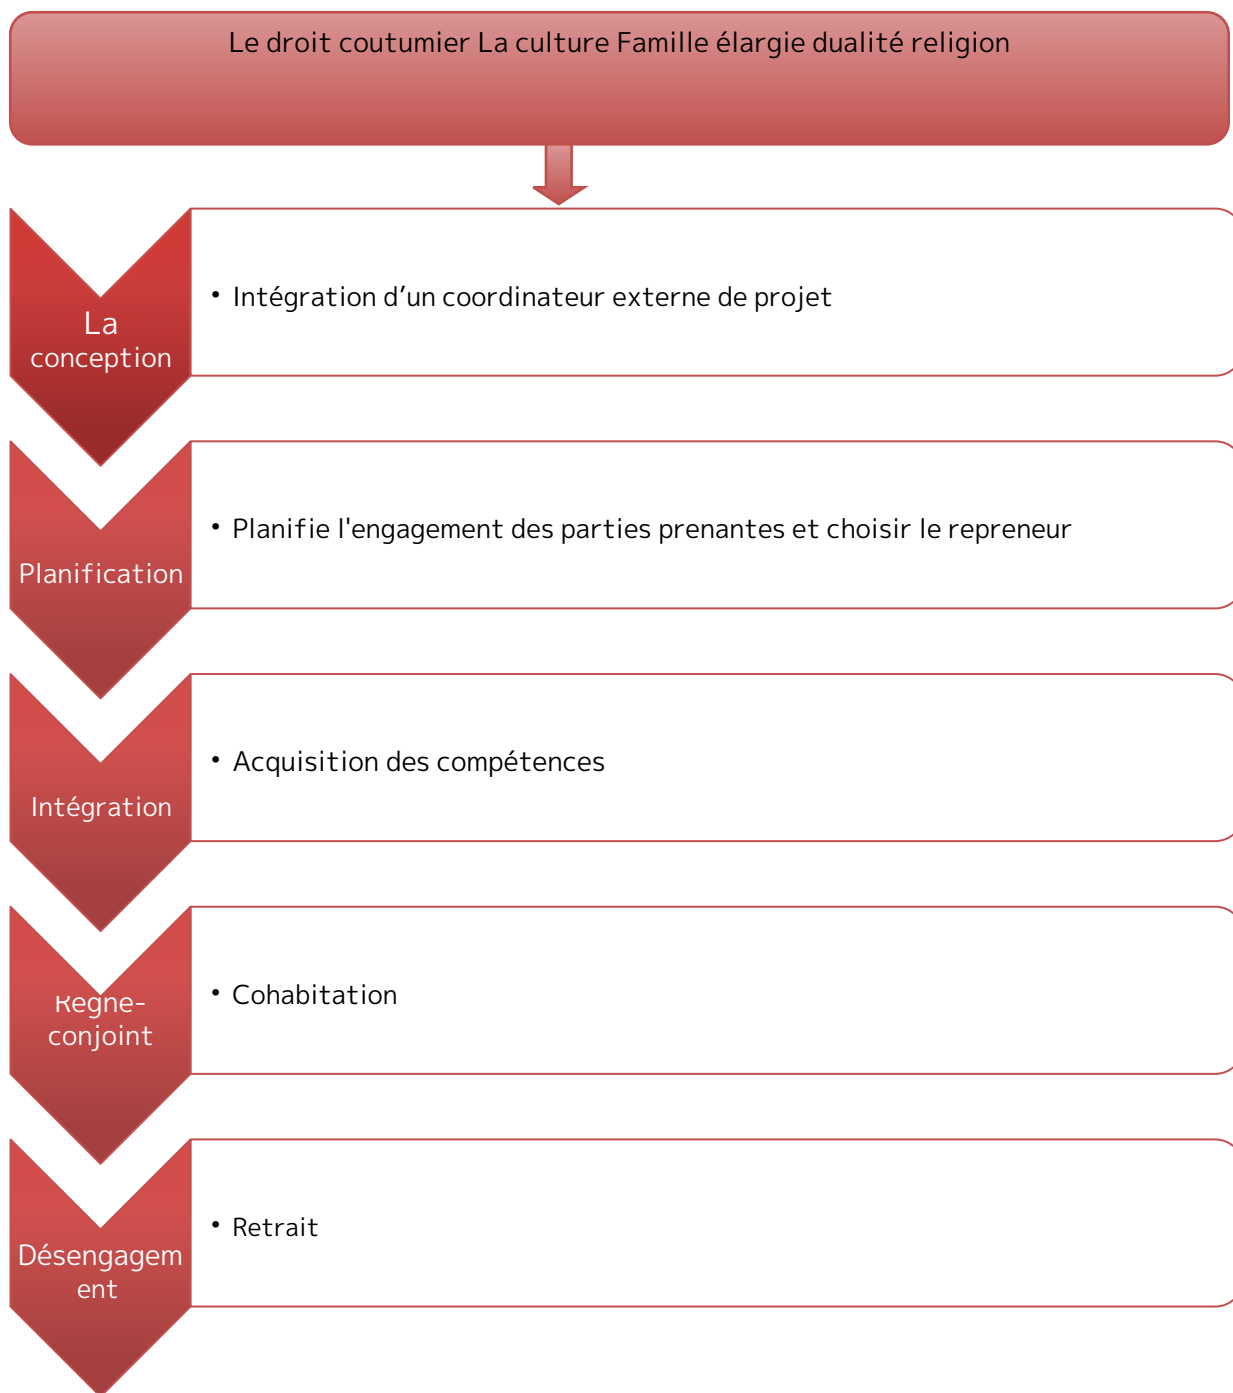 Le droit coutumier La culture Famille élargie dualité religion
La
conception
• Intégration d’un coordinateur externe de projet
Planification
• Planifie l'engagement des parties prenantes et choisir le repreneur
Intégration
• Acquisition des compétences
Règne-
conjoint
• Cohabitation
Désengagem
ent
• Retrait